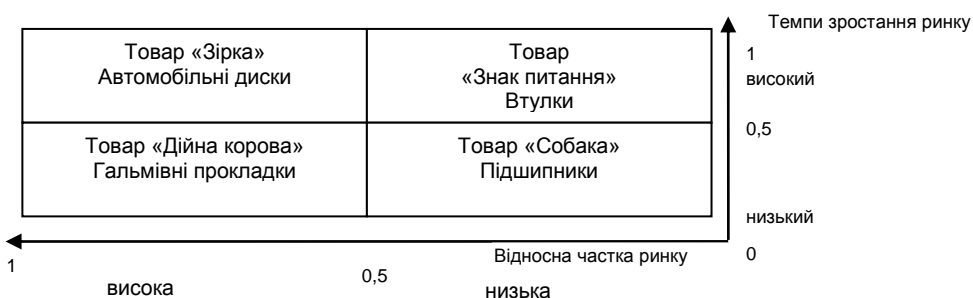 Темпи зростання ринку
Товар «Зірка»
Автомобільні диски
Товар
«Знак питання»
Втулки
1
високий
0,5
Товар «Дійна корова»
Гальмівні прокладки
Товар «Собака»
Підшипники
низький
0
Відносна частка ринку
1
0,5
висока
низька